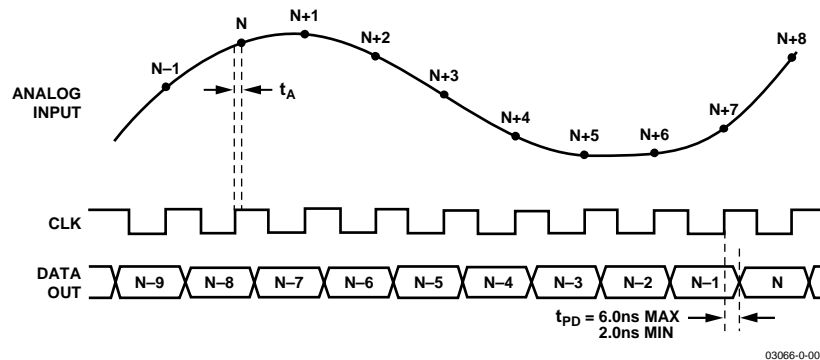 N–1
N
N+1
N+2
N+3
N+4
N+5
N+6
N+7
N+8
ANALOG
INPUT
tA
CLK
DATA
OUT
N–9
N–8
N–7
N–6
N–5
N–4
N–3
N–2
N–1
N
tPD = 6.0ns MAX
2.0ns MIN
03066-0-00